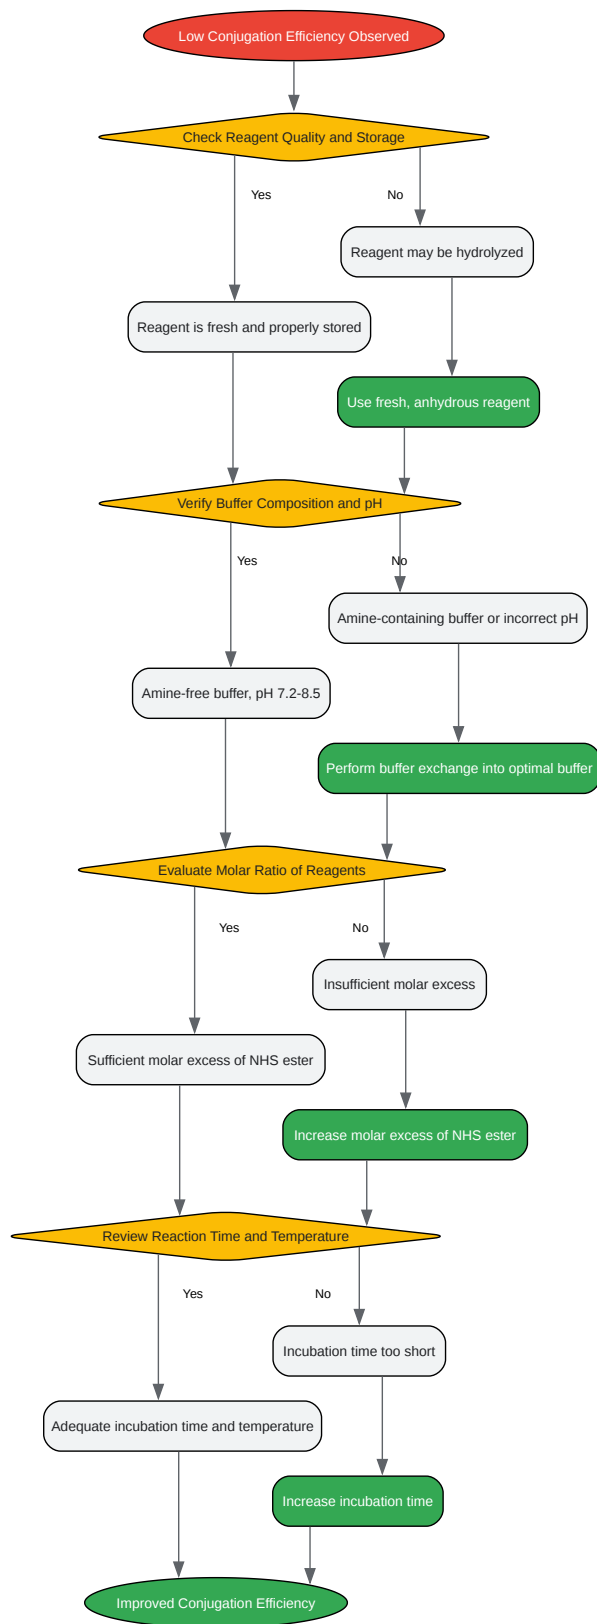 Low Conjugation Efficiency Observed
Check Reagent Quality and Storage
Yes
No
Reagent may be hydrolyzed
Reagent is fresh and properly stored
Use fresh, anhydrous reagent
Verify Buffer Composition and pH
Yes
No
Amine-containing buffer or incorrect pH
Amine-free buffer, pH 7.2-8.5
Perform buffer exchange into optimal buffer
Evaluate Molar Ratio of Reagents
Yes
No
Insufficient molar excess
Sufficient molar excess of NHS ester
Increase molar excess of NHS ester
Review Reaction Time and Temperature
Yes
No
Incubation time too short
Adequate incubation time and temperature
Increase incubation time
Improved Conjugation Efficiency